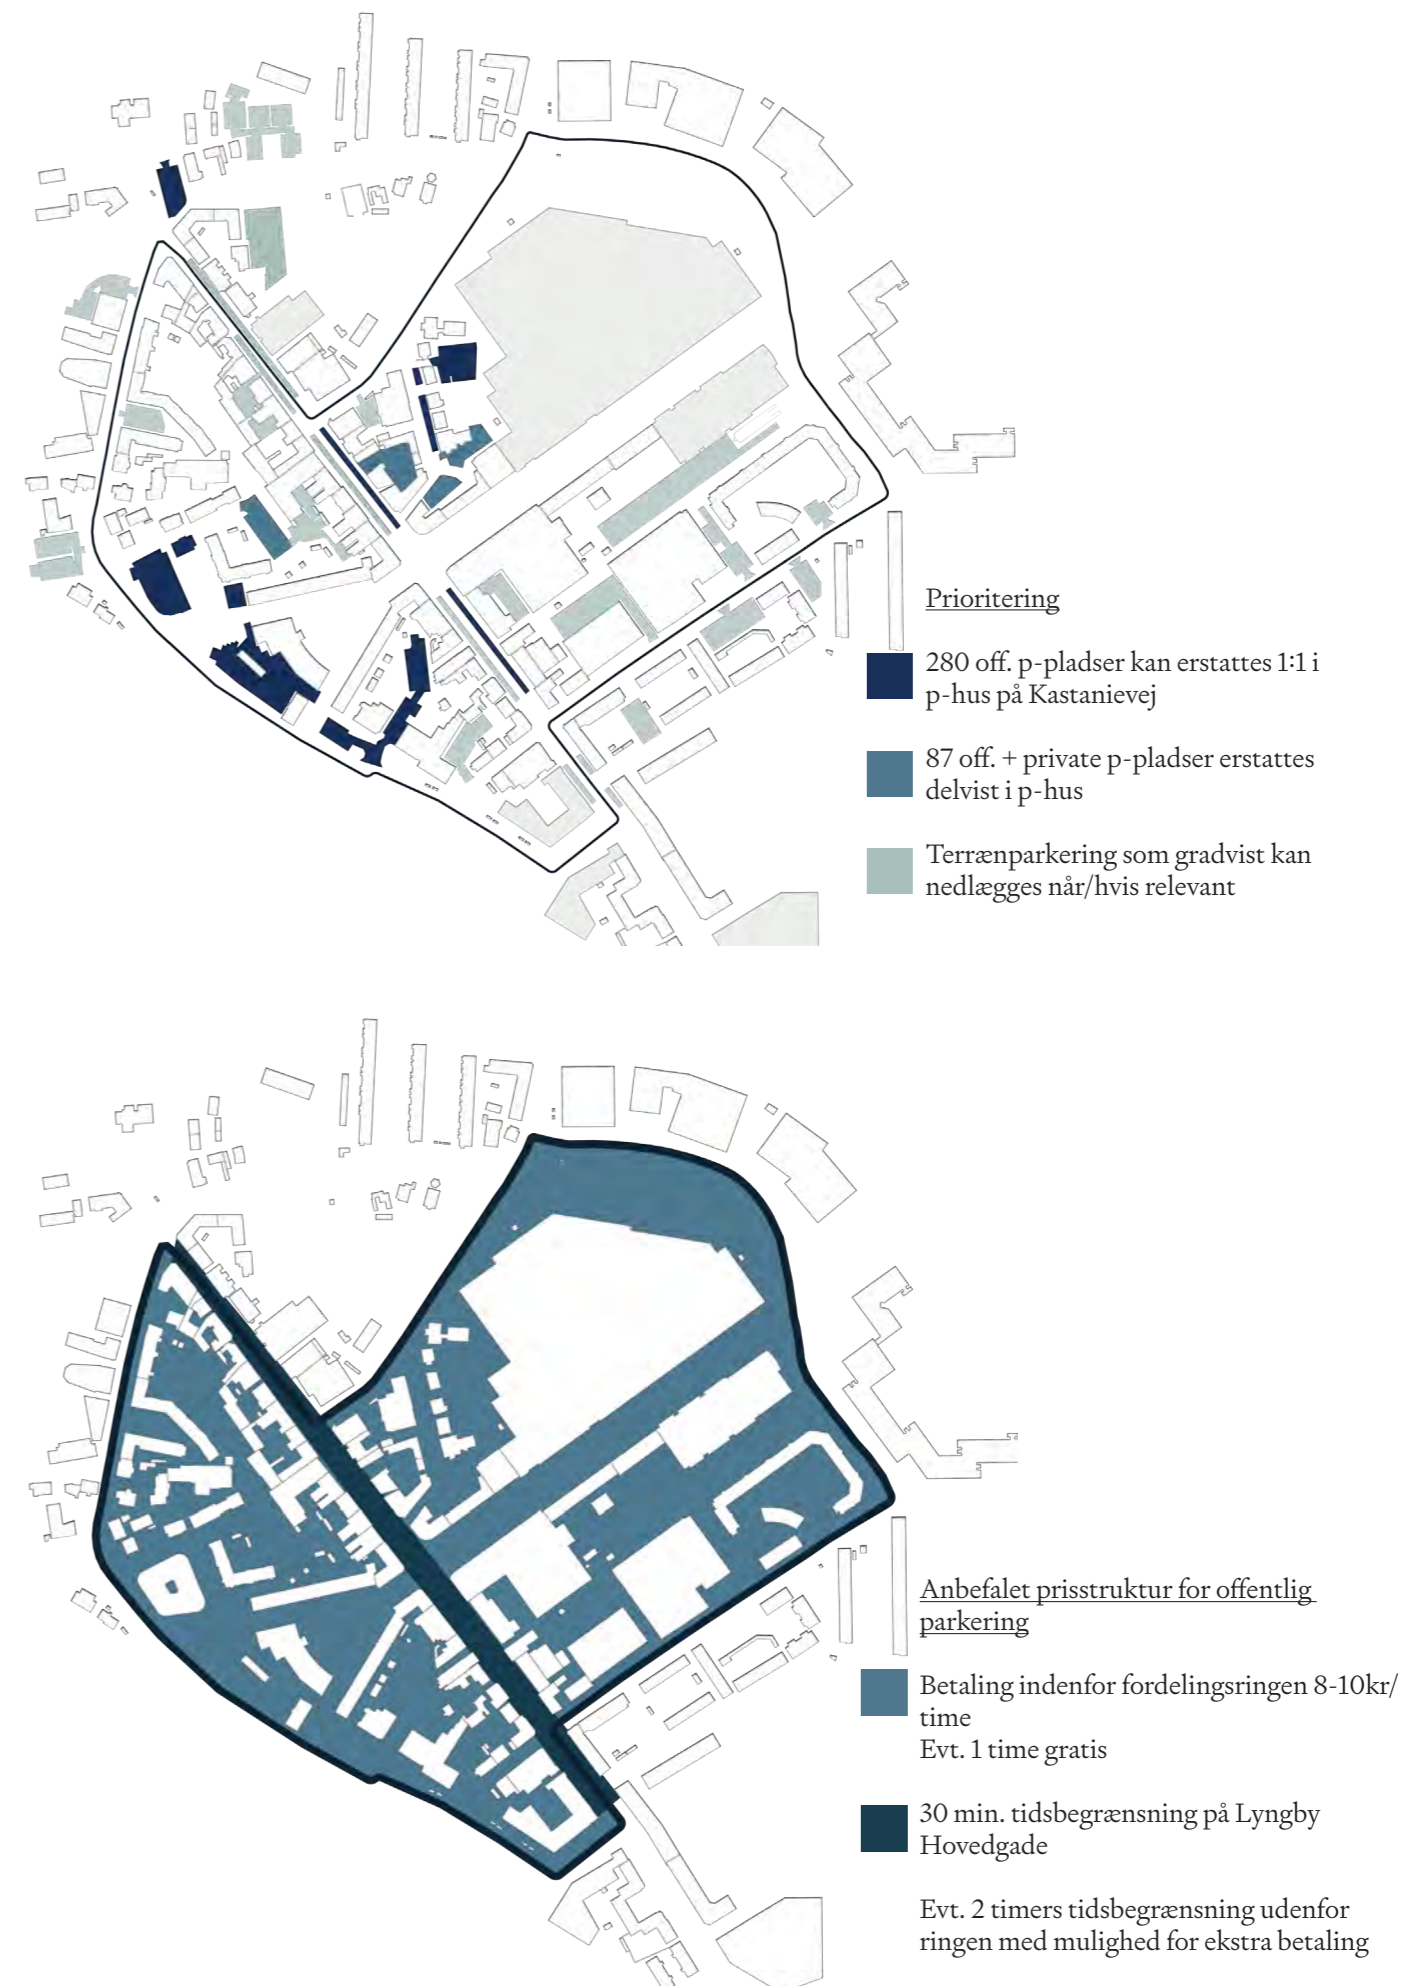 Prioritering
280 off. p-pladser kan erstattes 1:1 i
p-hus på Kastanievej
87 off. + private p-pladser erstattes
delvist i p-hus
Terrænparkering som gradvist kan
nedlægges når/hvis relevant
Anbefalet prisstruktur for offentlig
parkering
Betaling indenfor fordelingsringen 8-10kr/
time
Evt. 1 time gratis
30 min. tidsbegrænsning på Lyngby
Hovedgade
Evt. 2 timers tidsbegrænsning udenfor
ringen med mulighed for ekstra betaling